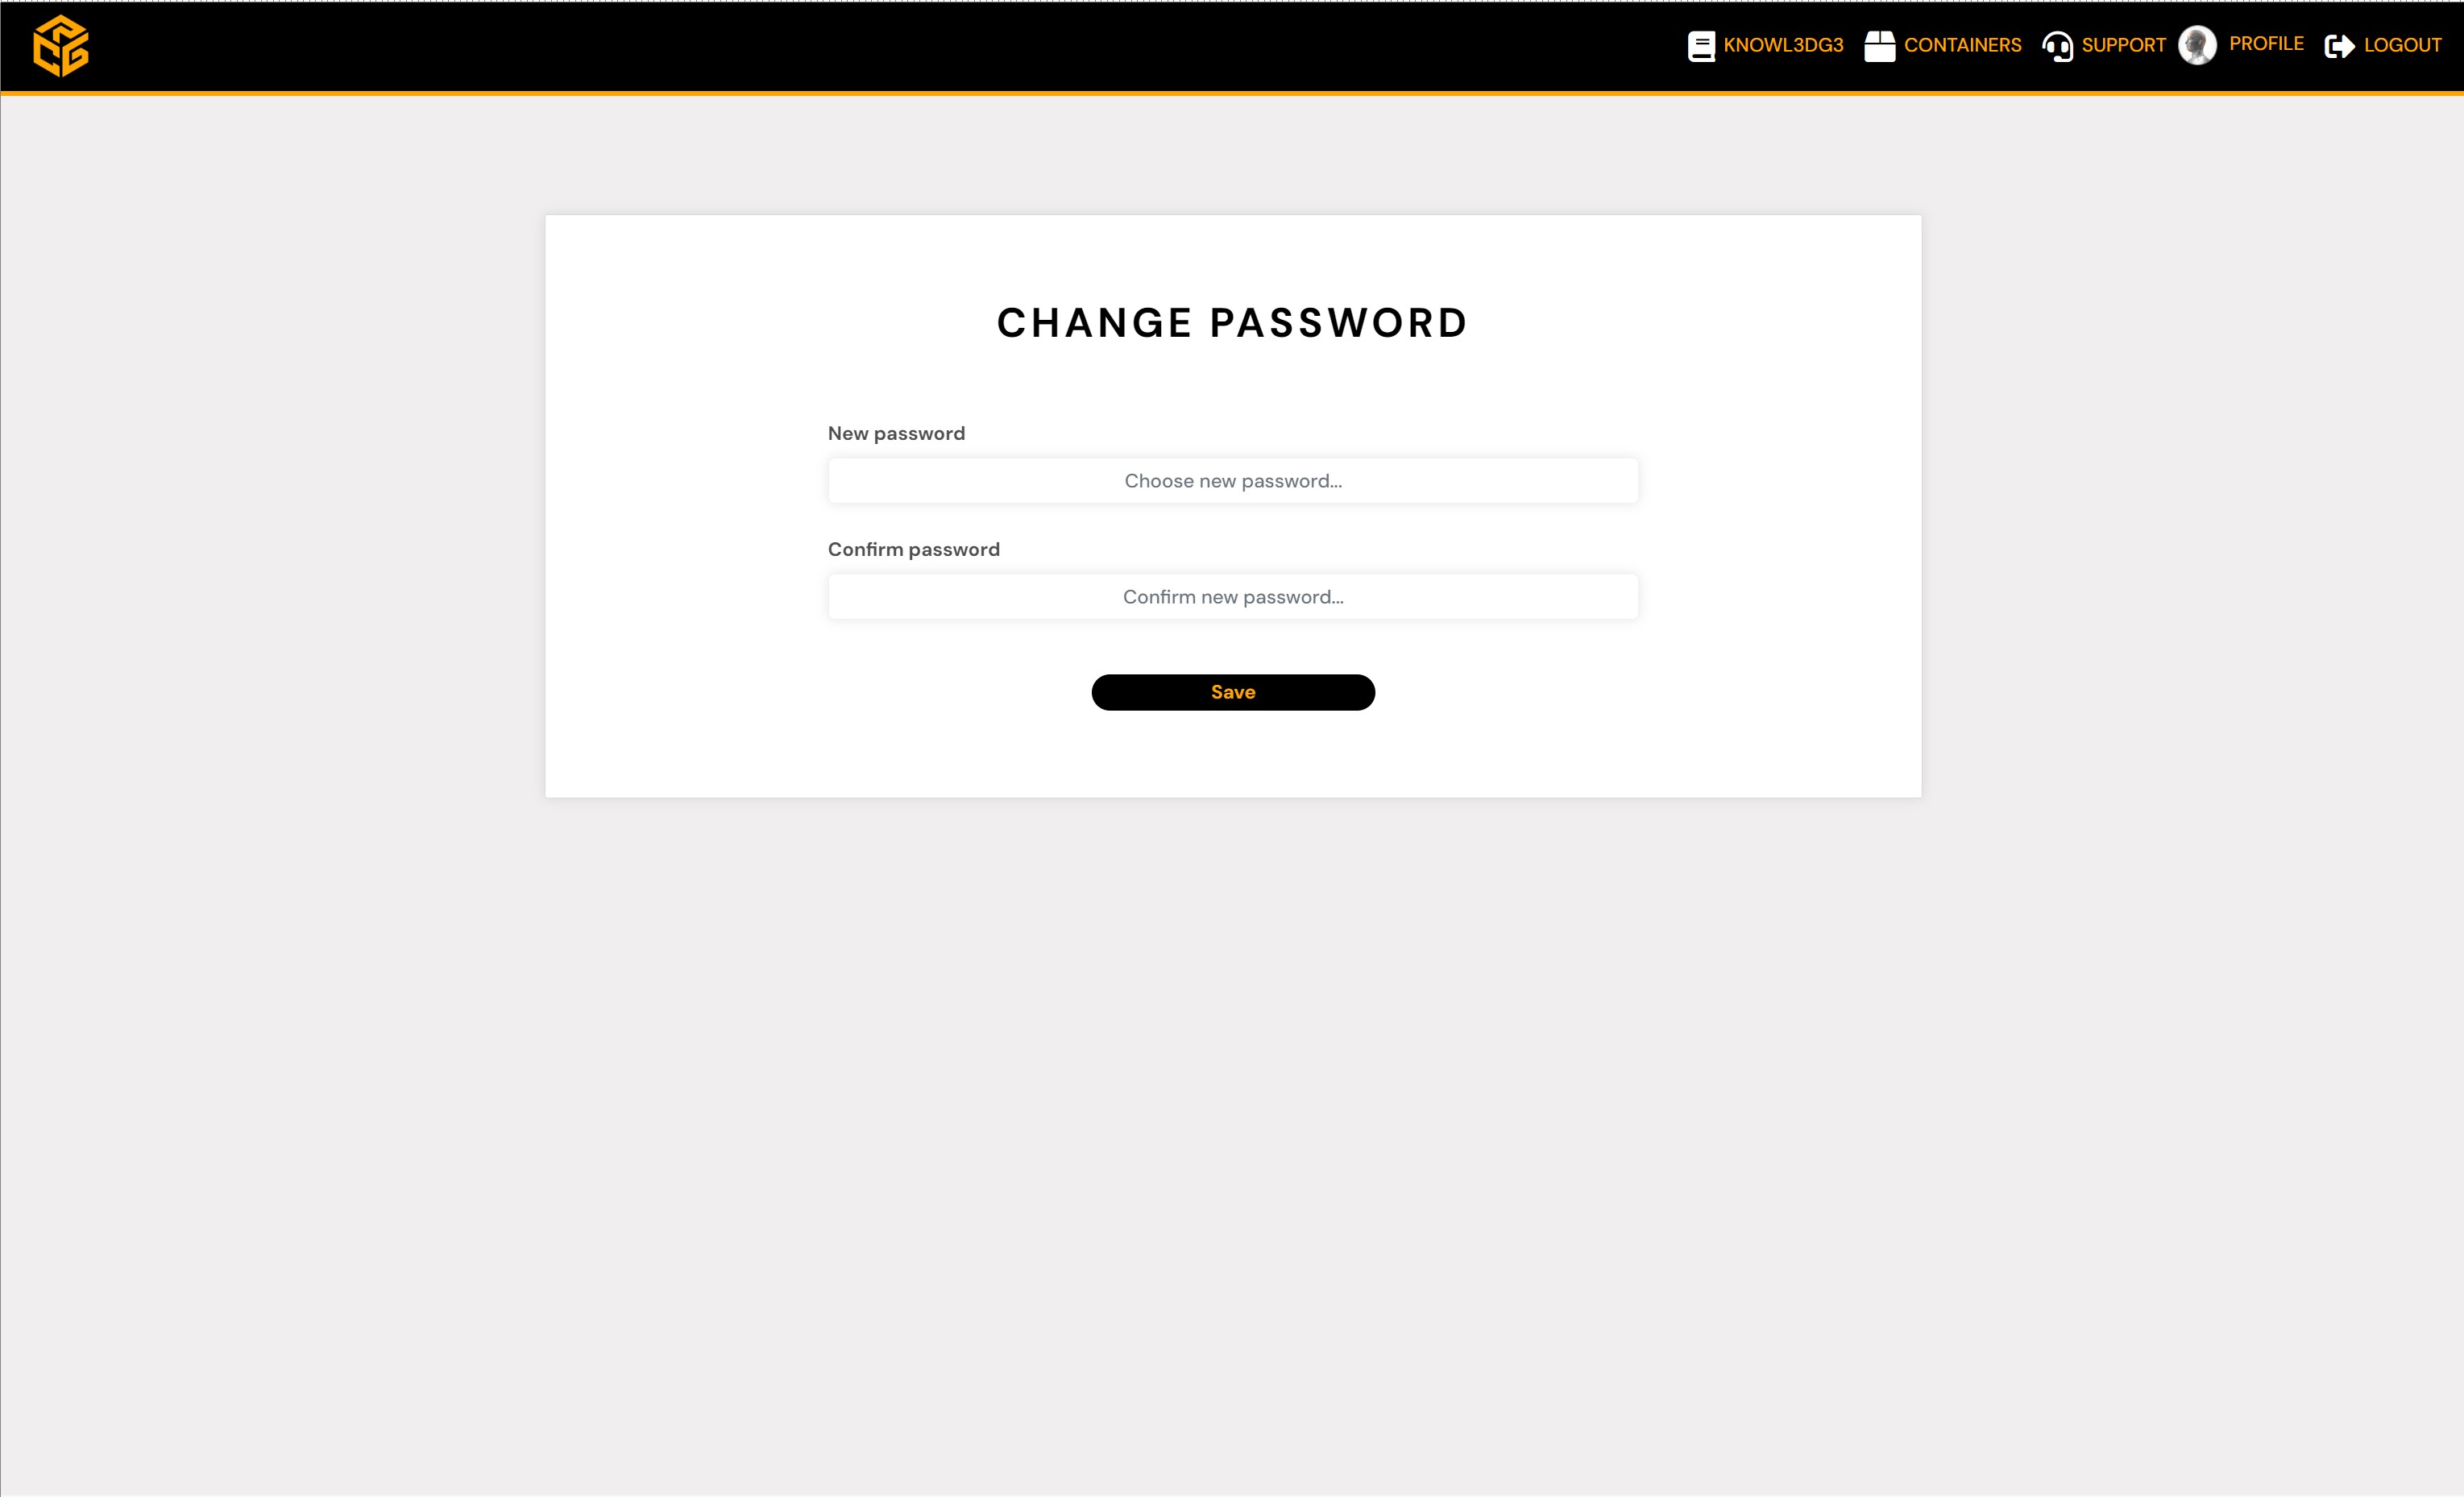 KNOWL3DG3 CONTAINERS SUPPORT PROFILE LOGOUT
CHANGE PASSWORD
New password
Choose new password...
Confirm password
Confirm new password...
Save